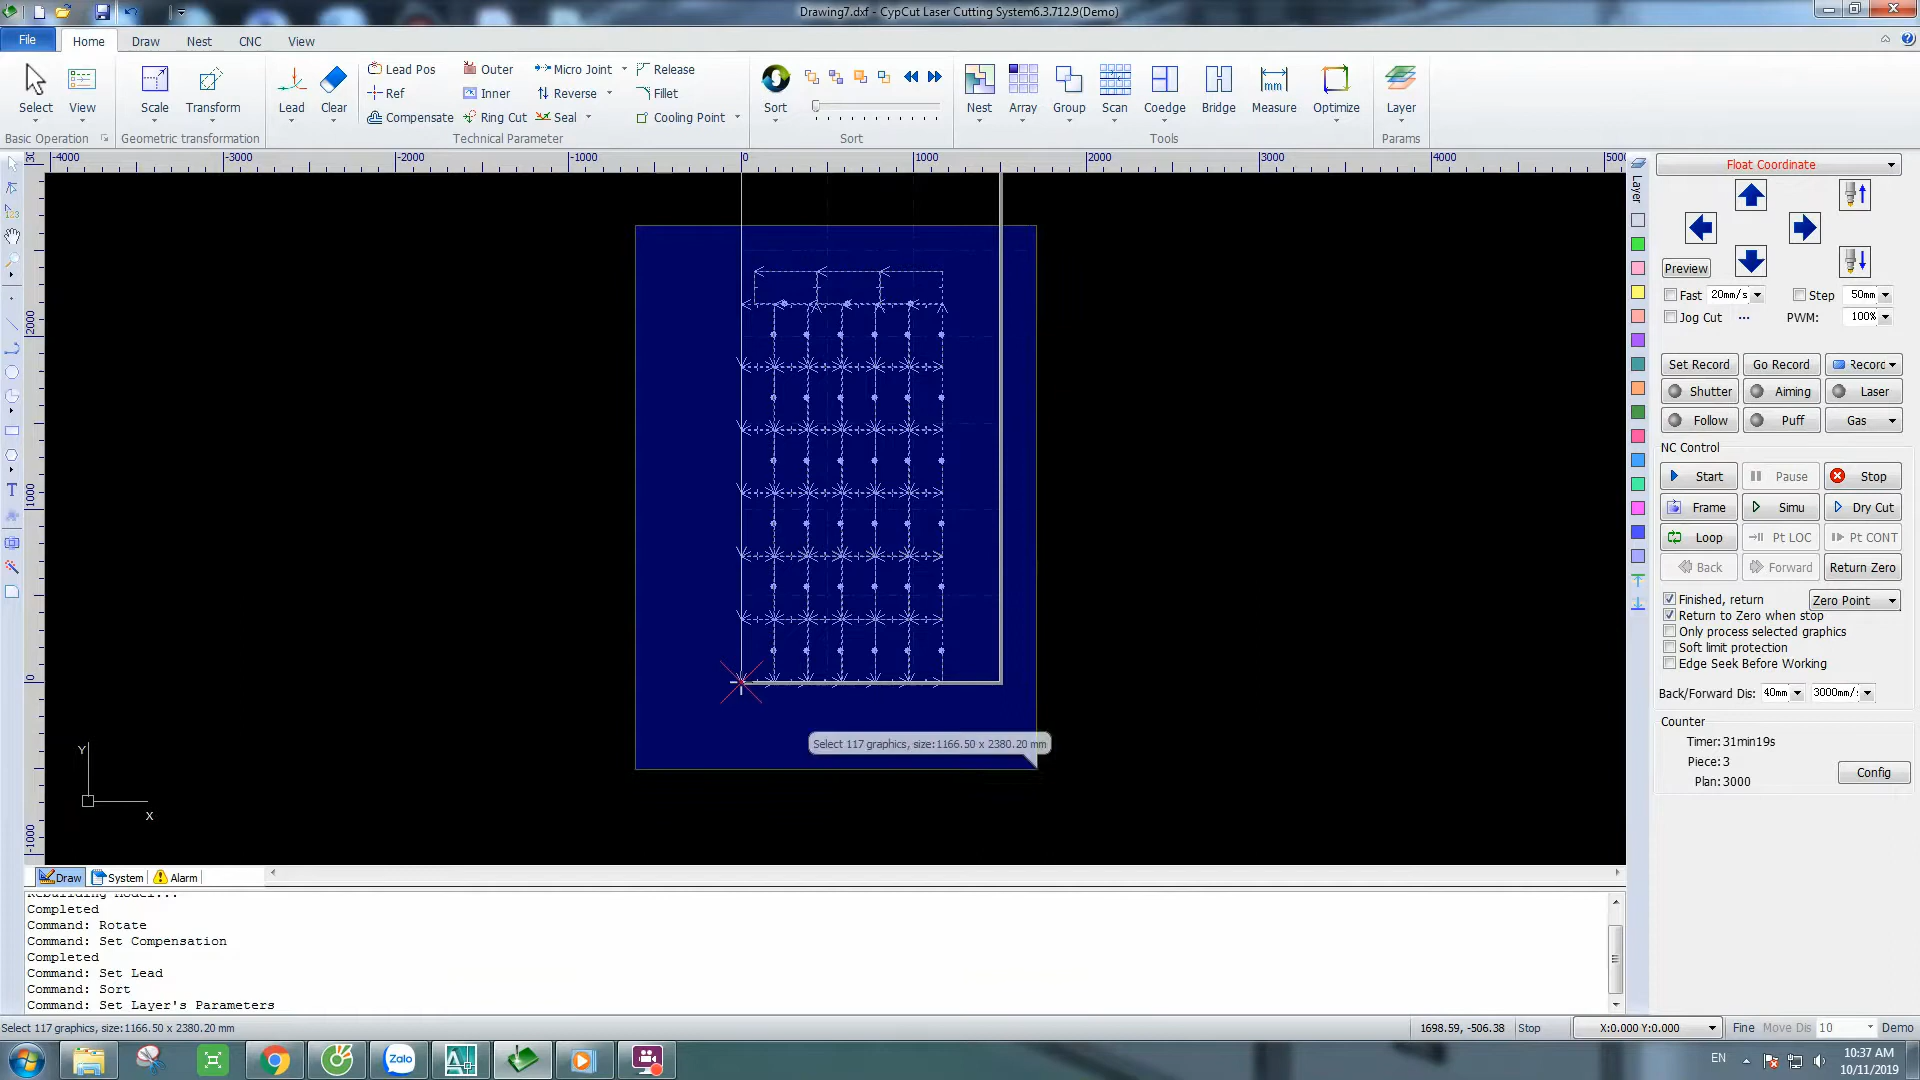 Drawing7.dxf - CypCut Laser Cutting System6.3.712.9(Demo)
File Home Draw Nest CNC View
Select View Scale Transform Lead Clear
Lead Pos Outer Micro Joint Release
Ref Inner Reverse Fillet
Compensate Ring Cut Seal Cooling Point
Sort Nest Array Group Scan Coedge Bridge Measure Optimize Layer
mm
Basic Operation Geometric transformation Technical Parameter Sort Tools Params
-4000 -3000 -2000 -1000 0 1000 2000 3000 4000
2000
1000
0
-1000
Select 117 graphics, size:1166.50 x 2380.20 mm
Y
X
Layer
Float Coordinate
Preview
Fast 20mm/s Step 50mm
Jog Cut ... PWM: 100%
Set Record Go Record Record
Shutter Aiming Laser
Follow Puff Gas
NC Control
Start Pause Stop
Frame Simu Dry Cut
Loop Pt LOC Pt CONT
Back Forward Return Zero
Finished, return Zero Point
Return to Zero when stop
Only process selected graphics
Soft limit protection
Edge Seek Before Working
Back/Forward Dis: 40mm 3000mm/
Counter
Timer: 31min19s
Piece: 3
Plan: 3000
Config
Draw System Alarm
Completed
Command: Rotate
Command: Set Compensation
Completed
Command: Set Lead
Command: Sort
Command: Set Layer's Parameters
Select 117 graphics, size:1166.50 x 2380.20 mm
1698.59, -506.38 Stop X:0.000 Y:0.000 Fine Move Dis 10 Demo
Zalo
EN
10:37 AM
10/11/2019